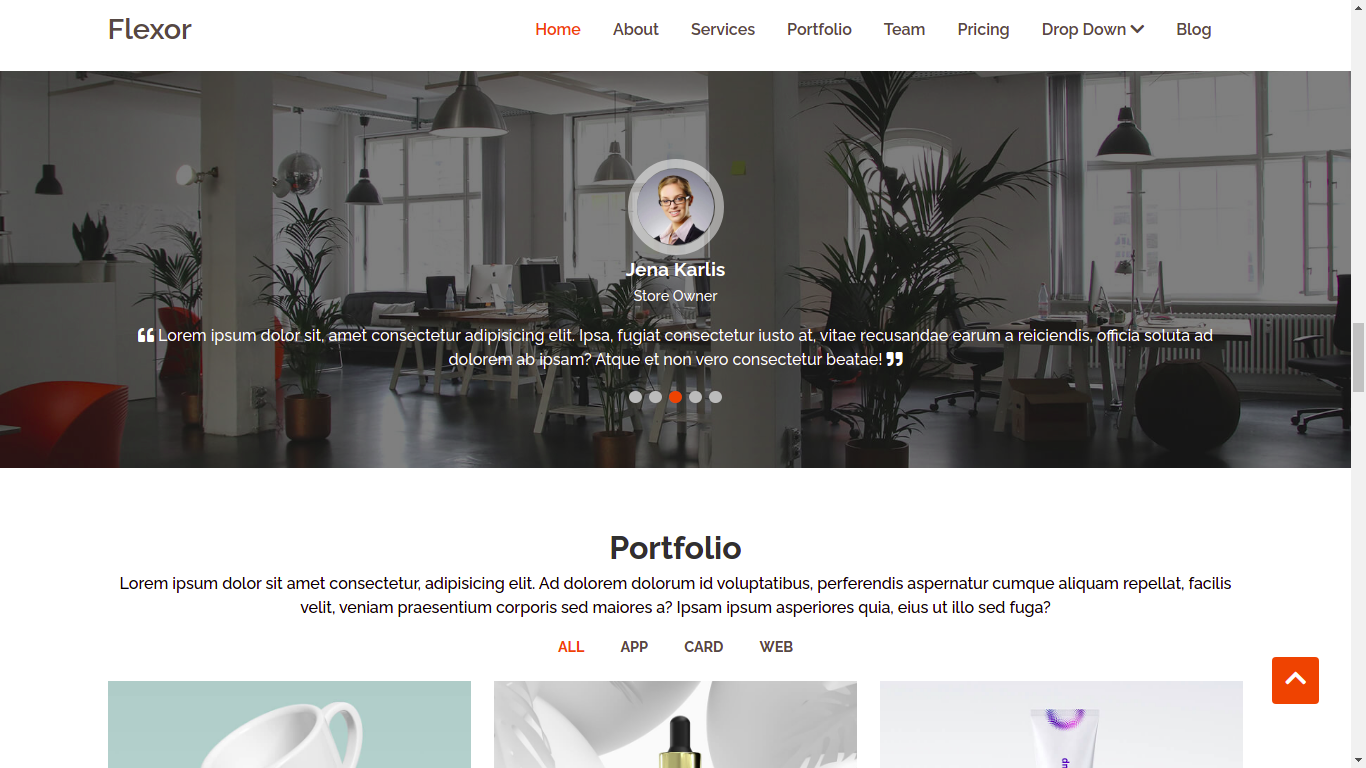 Flexor
Home About Services Portfolio Team Pricing Drop Down Blog
Jena Karlis
Store Owner
❝ Lorem ipsum dolor sit, amet consectetur adipisicing elit. Ipsa, fugiat consectetur iusto at, vitae recusandae earum a reiciendis, officia soluta ad
dolorem ab ipsam? Atque et non vero consectetur beatae! ❞
Portfolio
Lorem ipsum dolor sit amet consectetur, adipisicing elit. Ad dolorem dolorum id voluptatibus, perferendis aspernatur cumque aliquam repellat, facilis
velit, veniam praesentium corporis sed maiores a? Ipsam ipsum asperiores quia, eius ut illo sed fuga?
ALL APP CARD WEB